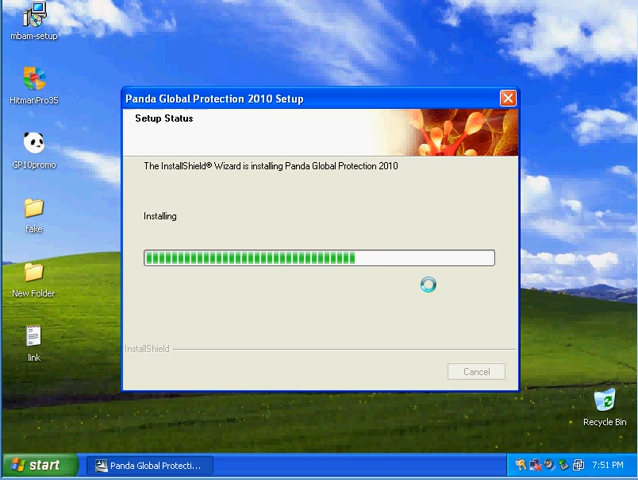 mbam-setup
HitmanPro35
GP10promo
fake
New Folder
link
Panda Global Protection 2010 Setup
Setup Status
The InstallShield® Wizard is installing Panda Global Protection 2010
Installing
InstallShield
Cancel
Recycle Bin
start
Panda Global Protecti...
7:51 PM